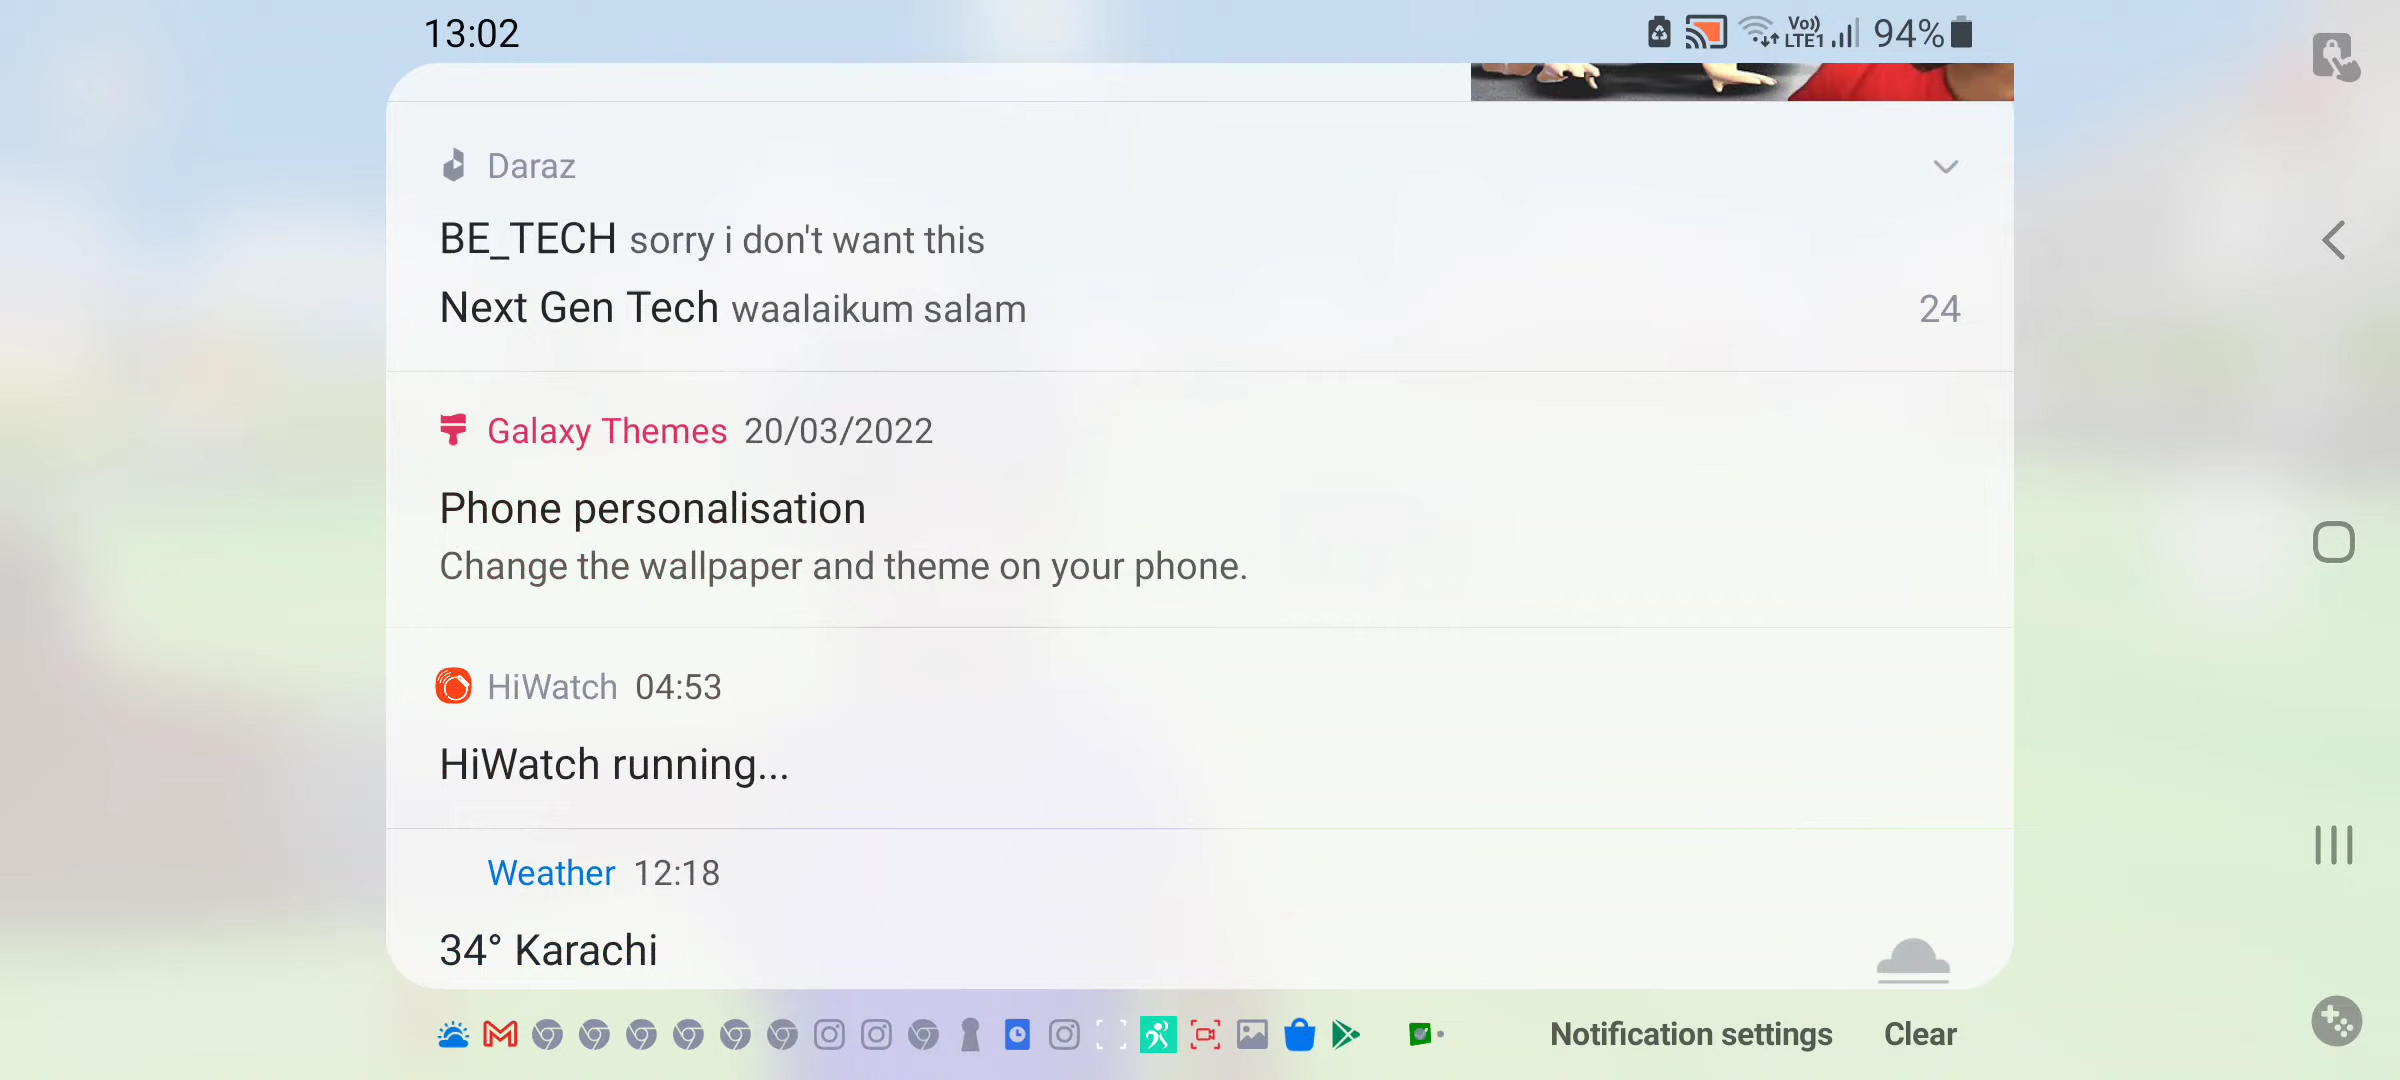 13:02
Vo)) LTE1 94%
Daraz
BE_TECH sorry i don't want this
Next Gen Tech waalaikum salam 24
Galaxy Themes 20/03/2022
Phone personalisation
Change the wallpaper and theme on your phone.
HiWatch 04:53
HiWatch running...
Weather 12:18
34° Karachi
Notification settings Clear